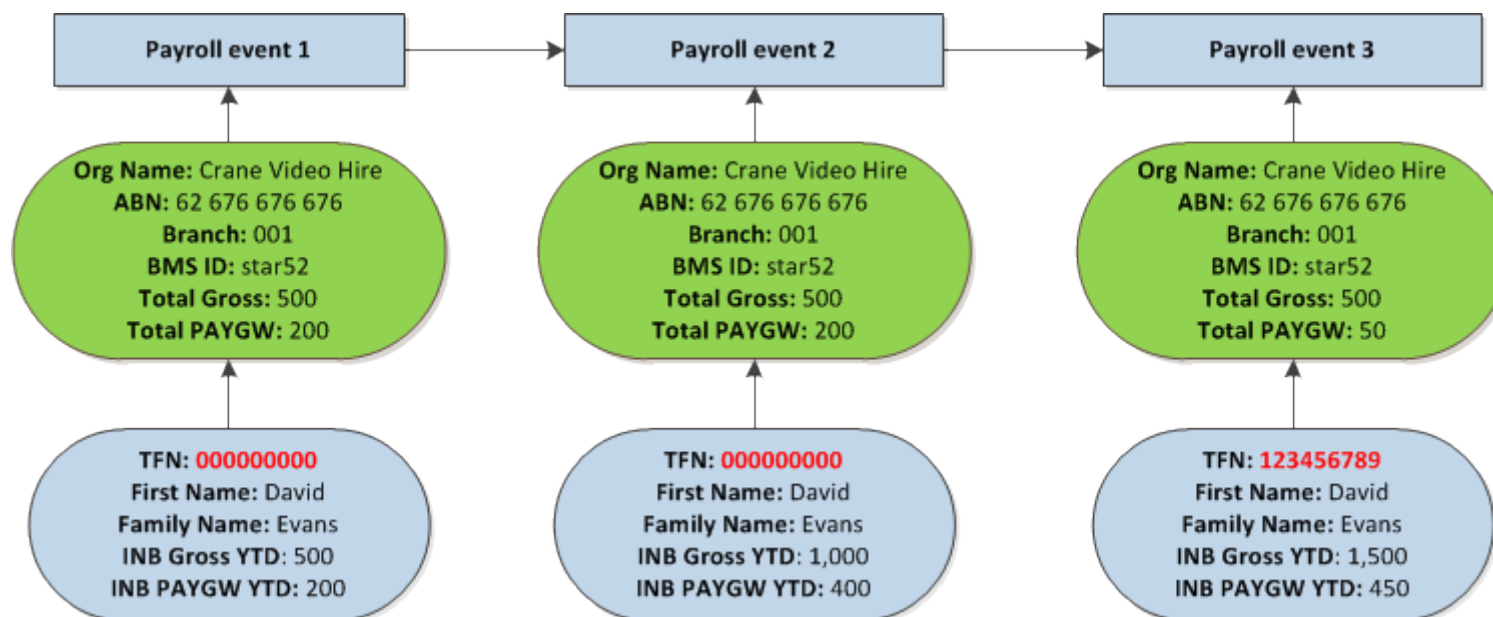 Payroll event 1
Payroll event 2
Payroll event 3
Org Name: Crane Video Hire
ABN: 62 676 676 676
Branch: 001
BMS ID: star52
Total Gross: 500
Total PAYGW: 200
Org Name: Crane Video Hire
ABN: 62 676 676 676
Branch: 001
BMS ID: star52
Total Gross: 500
Total PAYGW: 200
Org Name: Crane Video Hire
ABN: 62 676 676 676
Branch: 001
BMS ID: star52
Total Gross: 500
Total PAYGW: 50
TFN: 000000000
First Name: David
Family Name: Evans
INB Gross YTD: 500
INB PAYGW YTD: 200
TFN: 000000000
First Name: David
Family Name: Evans
INB Gross YTD: 1,000
INB PAYGW YTD: 400
TFN: 123456789
First Name: David
Family Name: Evans
INB Gross YTD: 1,500
INB PAYGW YTD: 450